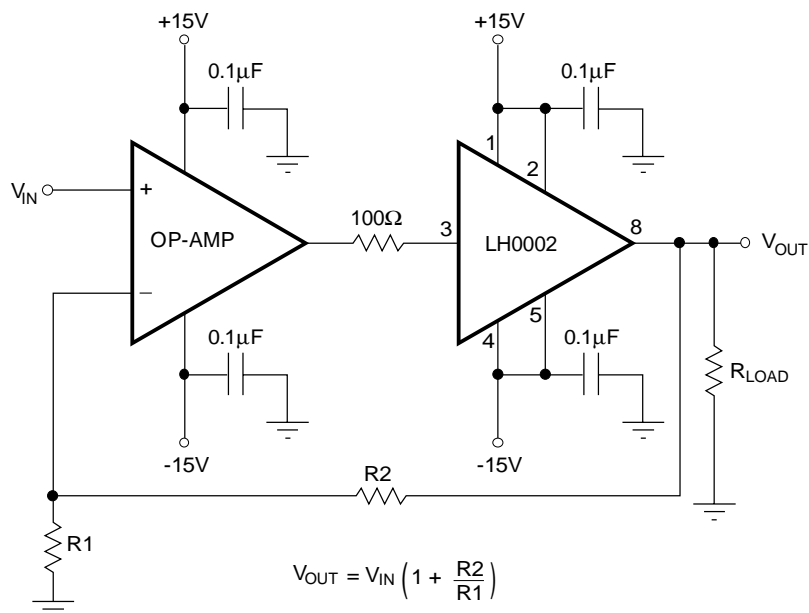 +15V
+15V
0.1µF
0.1µF
1
2
V_IN
+
OP-AMP
−
100Ω
3
LH0002
8
V_OUT
4
5
0.1µF
0.1µF
R_LOAD
-15V
-15V
R2
R1
V_OUT = V_IN (1 + R2/R1)